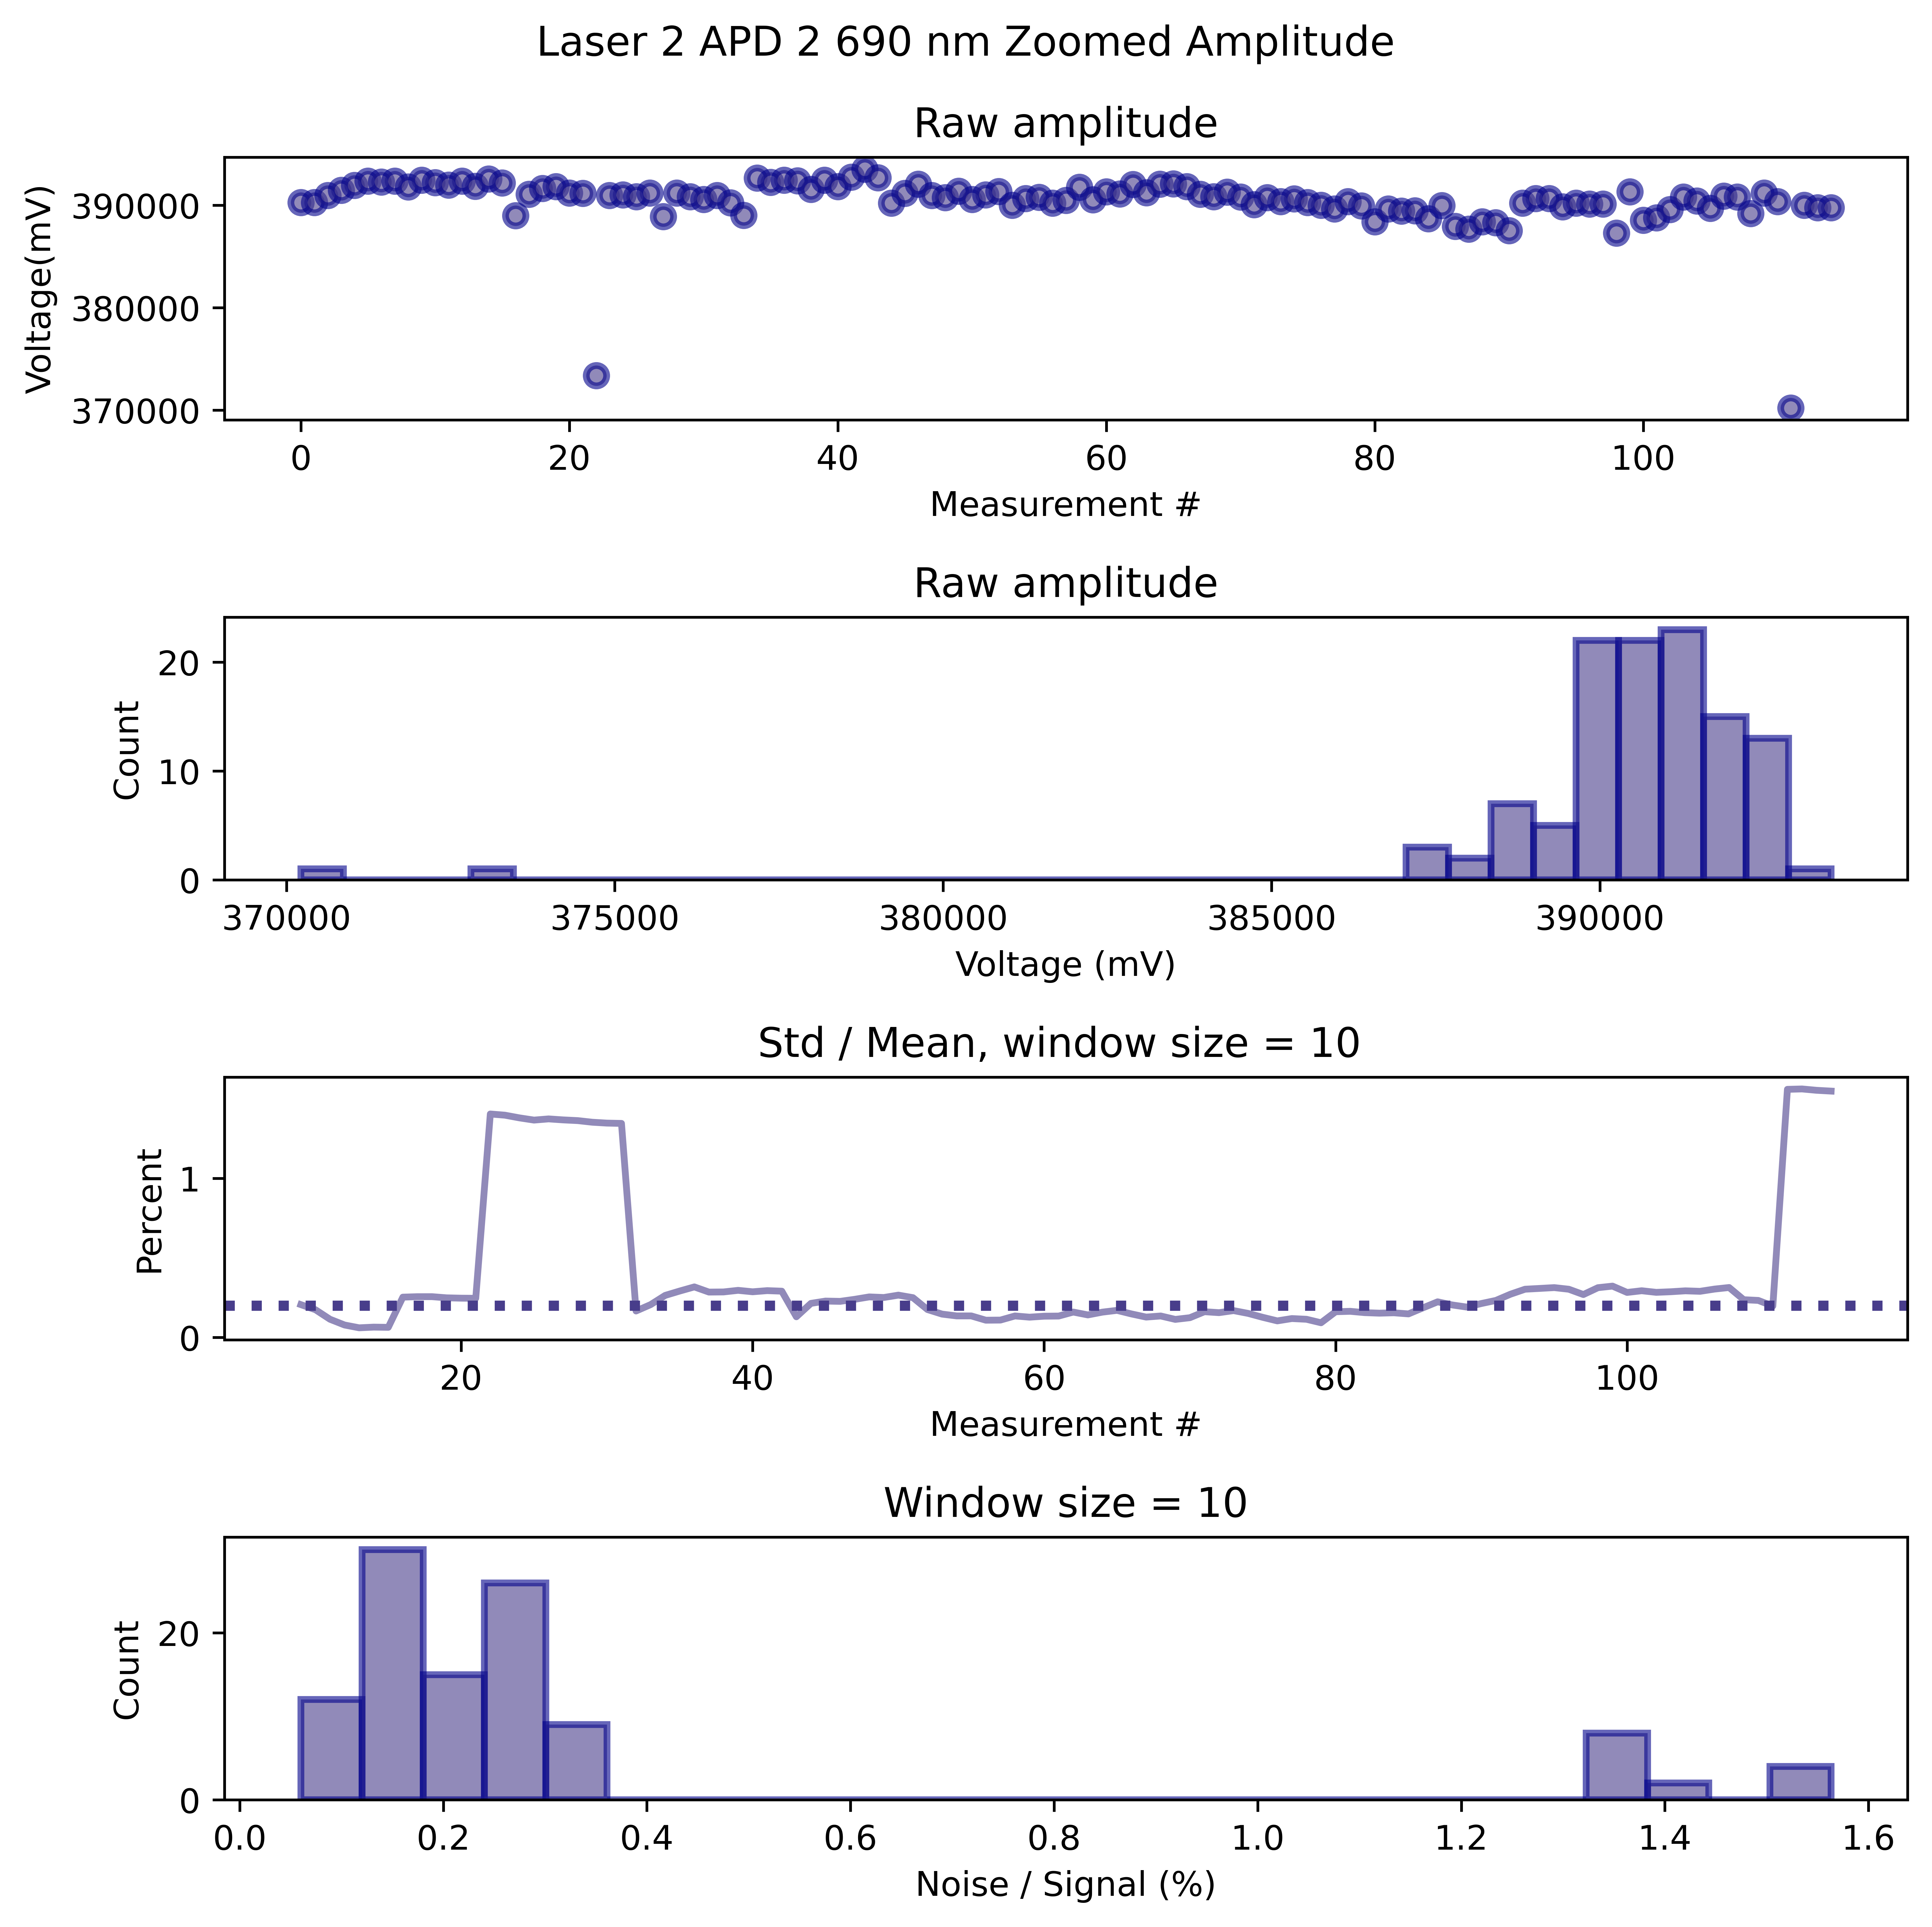 Laser 2 APD 2 690 nm Zoomed Amplitude
Raw amplitude
Voltage(mV)
390000
380000
370000
0 20 40 60 80 100
Measurement #
Raw amplitude
Count
20
10
0
370000 375000 380000 385000 390000
Voltage (mV)
Std / Mean, window size = 10
Percent
1
0
20 40 60 80 100
Measurement #
Window size = 10
Count
20
0
0.0 0.2 0.4 0.6 0.8 1.0 1.2 1.4 1.6
Noise / Signal (%)